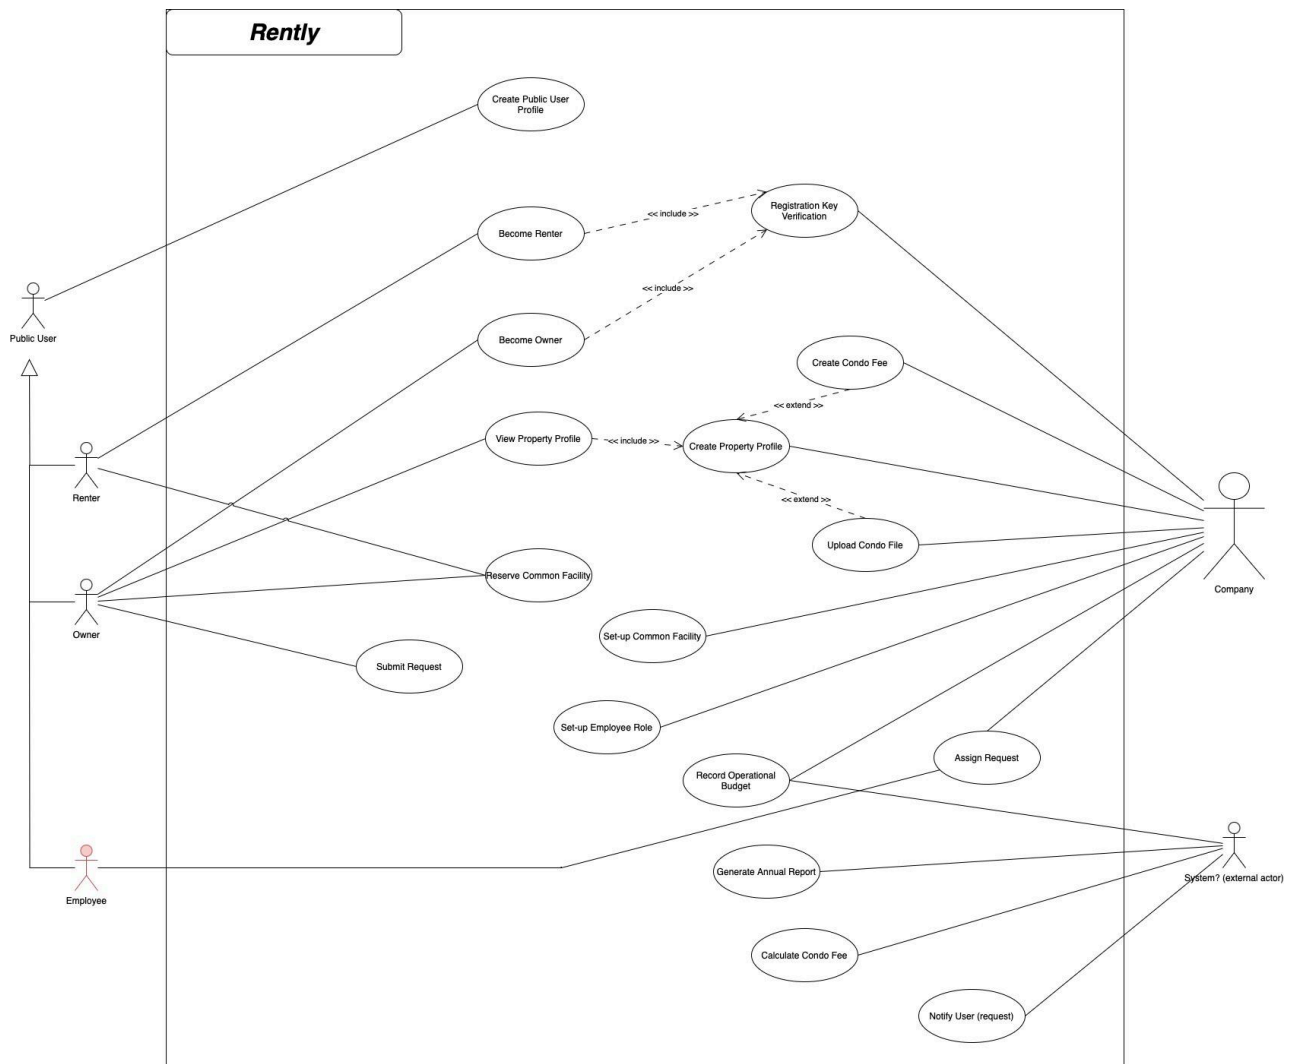 Rently
Create Public User
Profile
Registration Key
Verification
<< include >>
Become Renter
<< include >>
Public User
Become Owner
Create Condo Fee
<< extend >>
View Property Profile
<< include >>
Create Property Profile
Renter
<< extend >>
Upload Condo File
Reserve Common Facility
Company
Owner
Set-up Common Facility
Submit Request
Set-up Employee Role
Assign Request
Record Operational
Budget
Generate Annual Report
System? (external actor)
Employee
Calculate Condo Fee
Notify User (request)